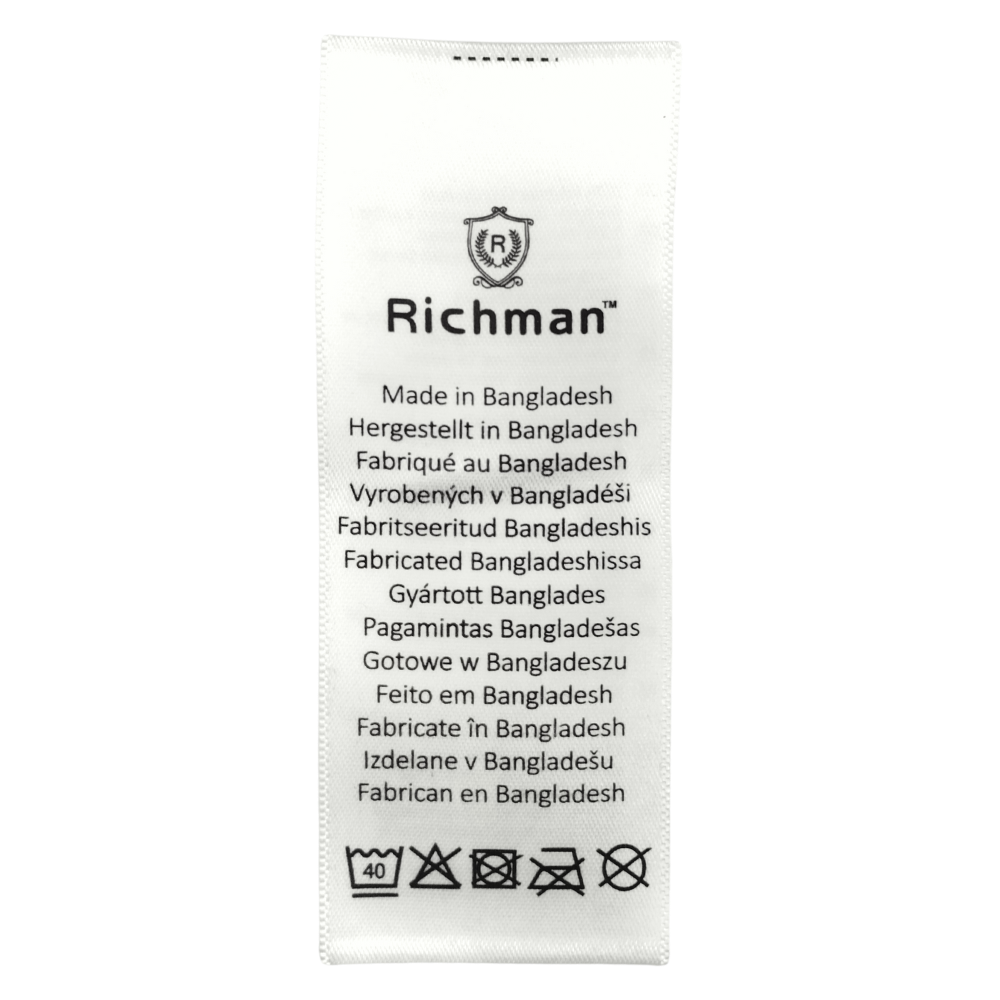 R
Richman™
Made in Bangladesh
Hergestellt in Bangladesh
Fabriqué au Bangladesh
Vyrobených v Bangladéši
Fabritseeritud Bangladeshis
Fabricated Bangladeshissa
Gyártott Banglades
Pagamintas Bangladešas
Gotowe w Bangladeszu
Feito em Bangladesh
Fabricate în Bangladesh
Izdelane v Bangladešu
Fabrican en Bangladesh
40